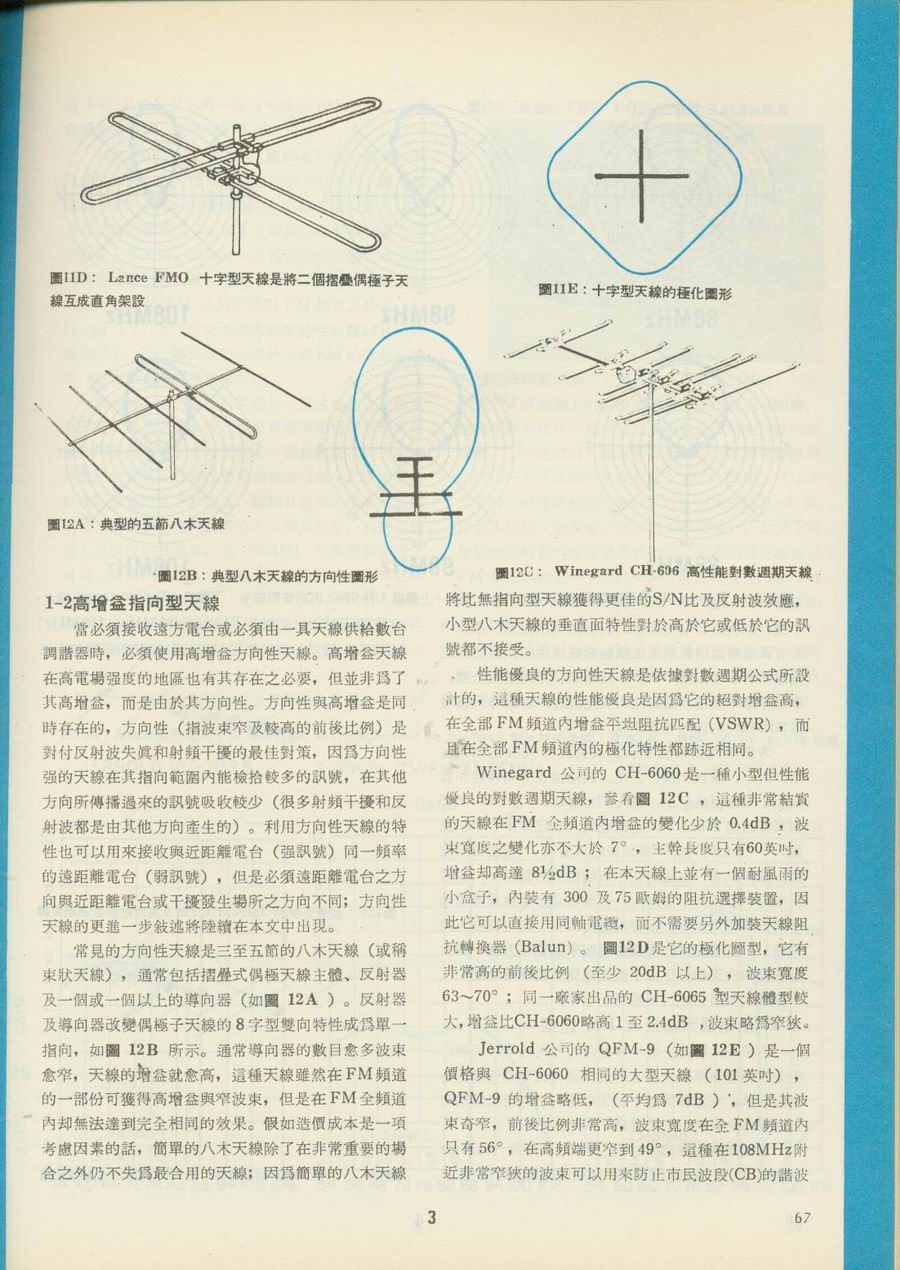 圖11D： Lance FMO 十字型天線是將二個摺疊偶極子天
線互成直角架設
圖11E：十字型天線的極化圖形
圖12A：典型的五節八木天線
圖12B：典型八木天線的方向性圖形
圖12C： Winegard CH-606 高性能對數週期天線
1-2高增益指向型天線
當必須接收遠方電台或必須由一具天線供給數台
調諧器時，必須使用高增益方向性天線。高增益天線
在高電場强度的地區也有其存在之必要，但並非爲了
其高增益，而是由於其方向性。方向性與高增益是同
時存在的，方向性（指波束窄及較高的前後比例）是
對付反射波失眞和射頻干擾的最佳對策，因爲方向性
强的天線在其指向範圍內能檢拾較多的訊號，在其他
方向所傳播過來的訊號吸收較少（很多射頻干擾和反
射波都是由其他方向產生的）。利用方向性天線的特
性也可以用來接收與近距離電台（强訊號）同一頻率
的遠距離電台（弱訊號），但是必須遠距離電台之方
向與近距離電台或干擾發生場所之方向不同；方向性
天線的更進一步敍述將陸續在本文中出現。
常見的方向性天線是三至五節的八木天線（或稱
束狀天線），通常包括摺疊式偶極天線主體、反射器
及一個或一個以上的導向器（如圖 12A ）。反射器
及導向器改變偶極子天線的8字型雙向特性成爲單一
指向，如圖 12B 所示。通常導向器的數目愈多波束
愈窄，天線的增益就愈高，這種天線雖然在FM頻道
的一部份可獲得高增益與窄波束，但是在FM全頻道
內却無法達到完全相同的效果。假如造價成本是一項
考慮因素的話，簡單的八木天線除了在非常重要的場
合之外仍不失爲最合用的天線；因爲簡單的八木天線
將比無指向型天線獲得更佳的S/N比及反射波效應，
小型八木天線的垂直面特性對於高於它或低於它的訊
號都不接受。
性能優良的方向性天線是依據對數週期公式所設
計的，這種天線的性能優良是因爲它的絕對增益高，
在全部FM頻道內增益平坦阻抗匹配（VSWR），而
且在全部FM頻道內的極化特性都跡近相同。
Winegard 公司的 CH-6060是一種小型但性能
優良的對數週期天線，參看圖 12C ，這種非常結實
的天線在FM 全頻道內增益的變化少於 0.4dB ，波
束寬度之變化亦不大於 7° ，主幹長度只有60英吋，
增益却高達 8½dB ； 在本天線上並有一個耐風雨的
小盒子，內裝有 300 及75歐姆的阻抗選擇裝置，因
此它可以直接用同軸電纜，而不需要另外加裝天線阻
抗轉換器（Balun）。 圖12D是它的極化圖型，它有
非常高的前後比例 （至少 20dB 以上） ，波束寬度
63～70° ；同一廠家出品的 CH-6065 型天線體型較
大，增益比CH-6060略高1至2.4dB ，波束略爲窄狹。
Jerrold 公司的 QFM-9 （如圖 12E ）是一個
價格與 CH-6060 相同的大型天線 （101英吋） ，
QFM-9 的增益略低， （平均爲 7dB ），但是其波
束奇窄，前後比例非常高，波束寬度在全FM頻道內
只有56° ，在高頻端更窄到49° ，這種在108MHz附
近非常窄狹的波束可以用來防止市民波段(CB)的諧波
3
67